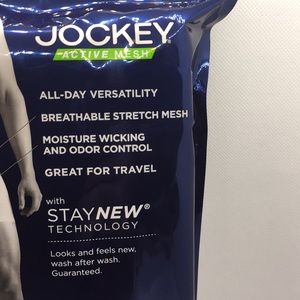 JOCKEY®
ACTIVE MESH
ALL-DAY VERSATILITY
BREATHABLE STRETCH MESH
MOISTURE WICKING
AND ODOR CONTROL
GREAT FOR TRAVEL
with
STAYNEW®
TECHNOLOGY
Looks and feels new,
wash after wash.
Guaranteed.